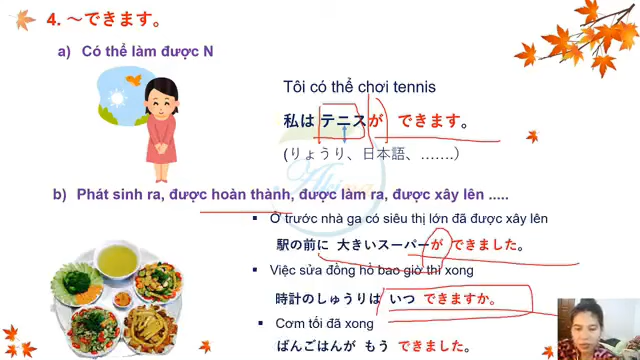 4. ～できます。
a) Có thể làm được N
Tôi có thể chơi tennis
私は テニスが できます。
(りょうり、日本語、.......）
b) Phát sinh ra, được hoàn thành, được làm ra, được xây lên .....
▪ Ở trước nhà ga có siêu thị lớn đã được xây lên
駅の前に 大きいスーパーが できました。
▪ Việc sửa đồng hồ bao giờ thì xong
時計のしゅうりは いつ できますか。
▪ Cơm tối đã xong
ばんごはんが もう できました。